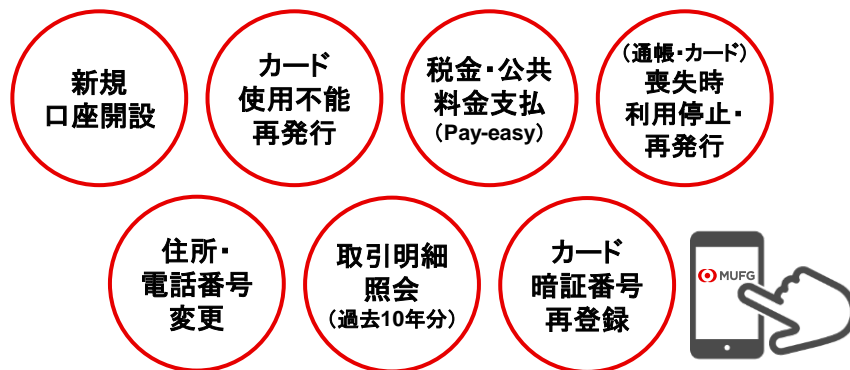 新規
口座開設
カード
使用不能
再発行
税金・公共
料金支払
（Pay-easy）
（通帳・カード）
喪失時
利用停止・
再発行
住所・
電話番号
変更
取引明細
照会
（過去10年分）
カード
暗証番号
再登録
MUFG